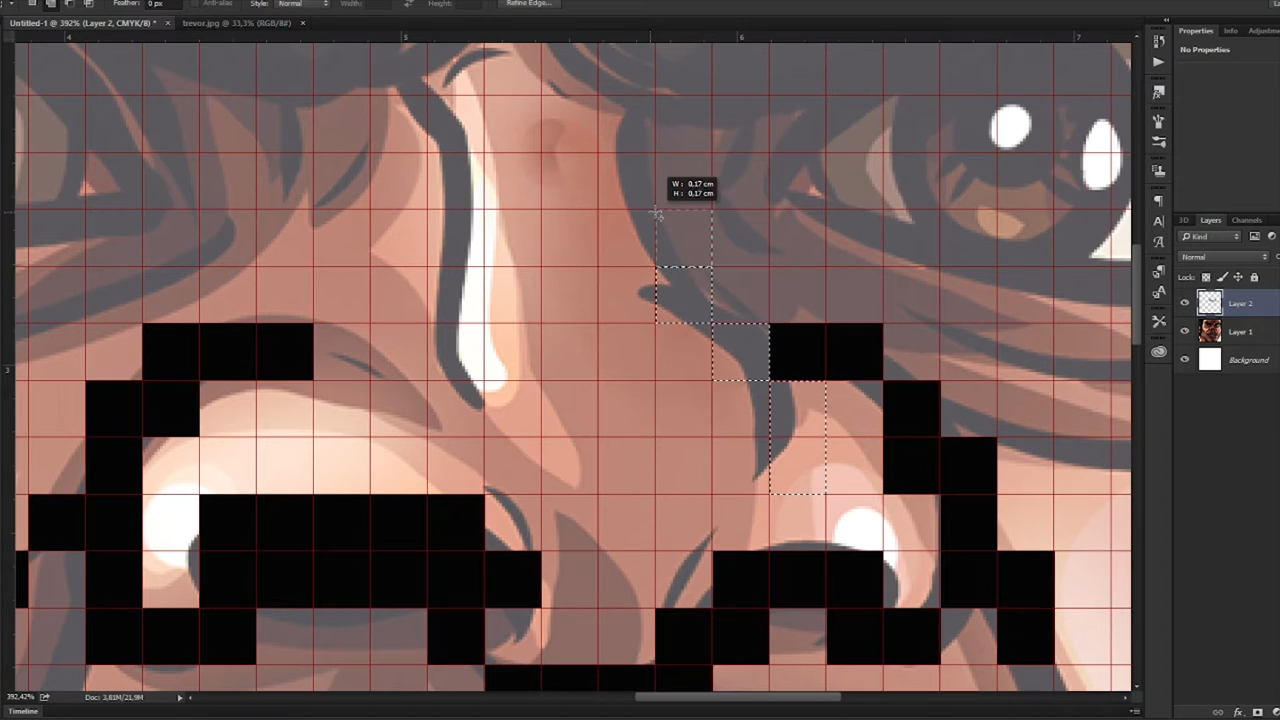 Feather: 0 px Anti-alias Style: Normal Width: Height: Refine Edge...
Untitled-1 @ 392% (Layer 2, CMYK/8) * × trevor.jpg @ 33,3% (RGB/8#) ×
4 5 6 7
3
W: 0,17 cm
H: 0,17 cm
Properties Info Adjustme
No Properties
3D Layers Channels
Kind
Normal
Lock:
Layer 2
Layer 1
Background
392,42% Doc: 3,81M/21,9M
Timeline